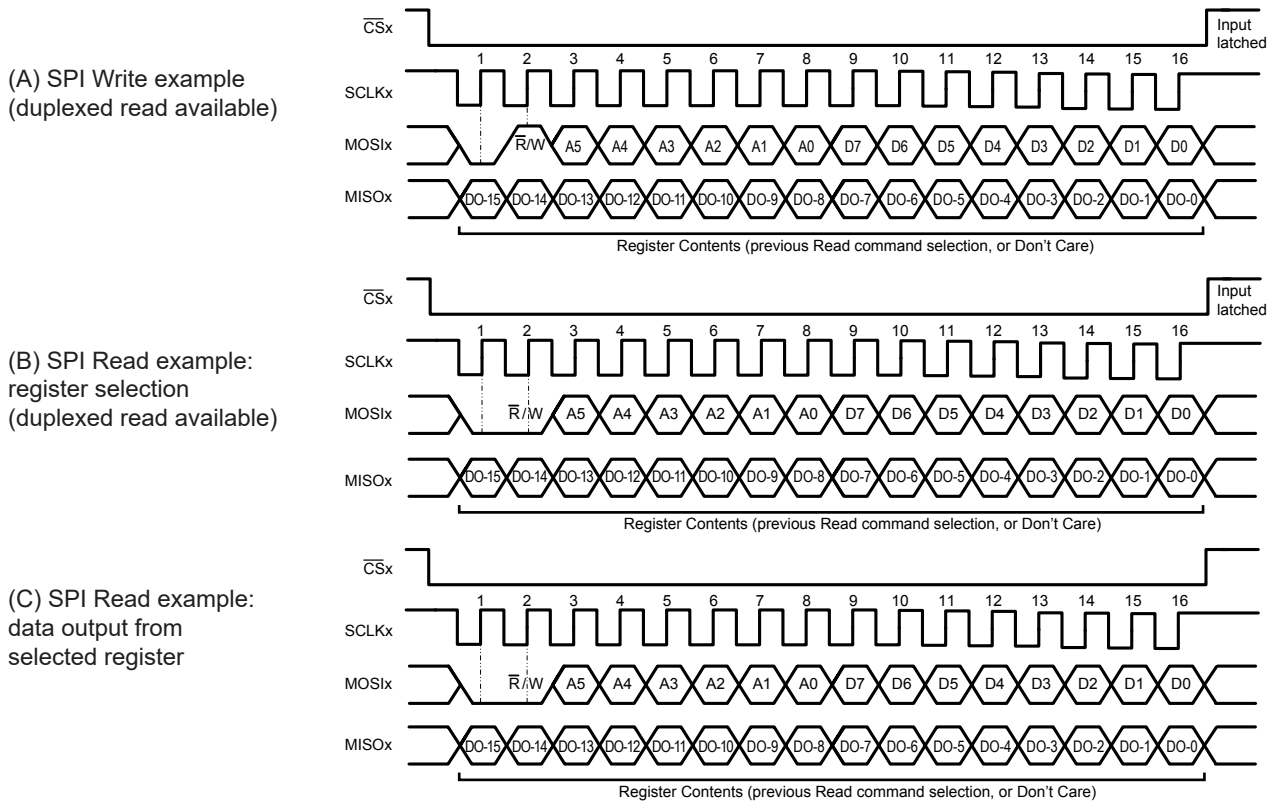 (A) SPI Write example
(duplexed read available)
CSx
Input
latched
SCLKx
1 2 3 4 5 6 7 8 9 10 11 12 13 14 15 16
MOSIx
R/W A5 A4 A3 A2 A1 A0 D7 D6 D5 D4 D3 D2 D1 D0
MISOx
DO-15 DO-14 DO-13 DO-12 DO-11 DO-10 DO-9 DO-8 DO-7 DO-6 DO-5 DO-4 DO-3 DO-2 DO-1 DO-0
Register Contents (previous Read command selection, or Don’t Care)
(B) SPI Read example:
register selection
(duplexed read available)
CSx
Input
latched
SCLKx
1 2 3 4 5 6 7 8 9 10 11 12 13 14 15 16
MOSIx
R/W A5 A4 A3 A2 A1 A0 D7 D6 D5 D4 D3 D2 D1 D0
MISOx
DO-15 DO-14 DO-13 DO-12 DO-11 DO-10 DO-9 DO-8 DO-7 DO-6 DO-5 DO-4 DO-3 DO-2 DO-1 DO-0
Register Contents (previous Read command selection, or Don’t Care)
(C) SPI Read example:
data output from
selected register
CSx
SCLKx
1 2 3 4 5 6 7 8 9 10 11 12 13 14 15 16
MOSIx
R/W A5 A4 A3 A2 A1 A0 D7 D6 D5 D4 D3 D2 D1 D0
MISOx
DO-15 DO-14 DO-13 DO-12 DO-11 DO-10 DO-9 DO-8 DO-7 DO-6 DO-5 DO-4 DO-3 DO-2 DO-1 DO-0
Register Contents (previous Read command selection, or Don’t Care)